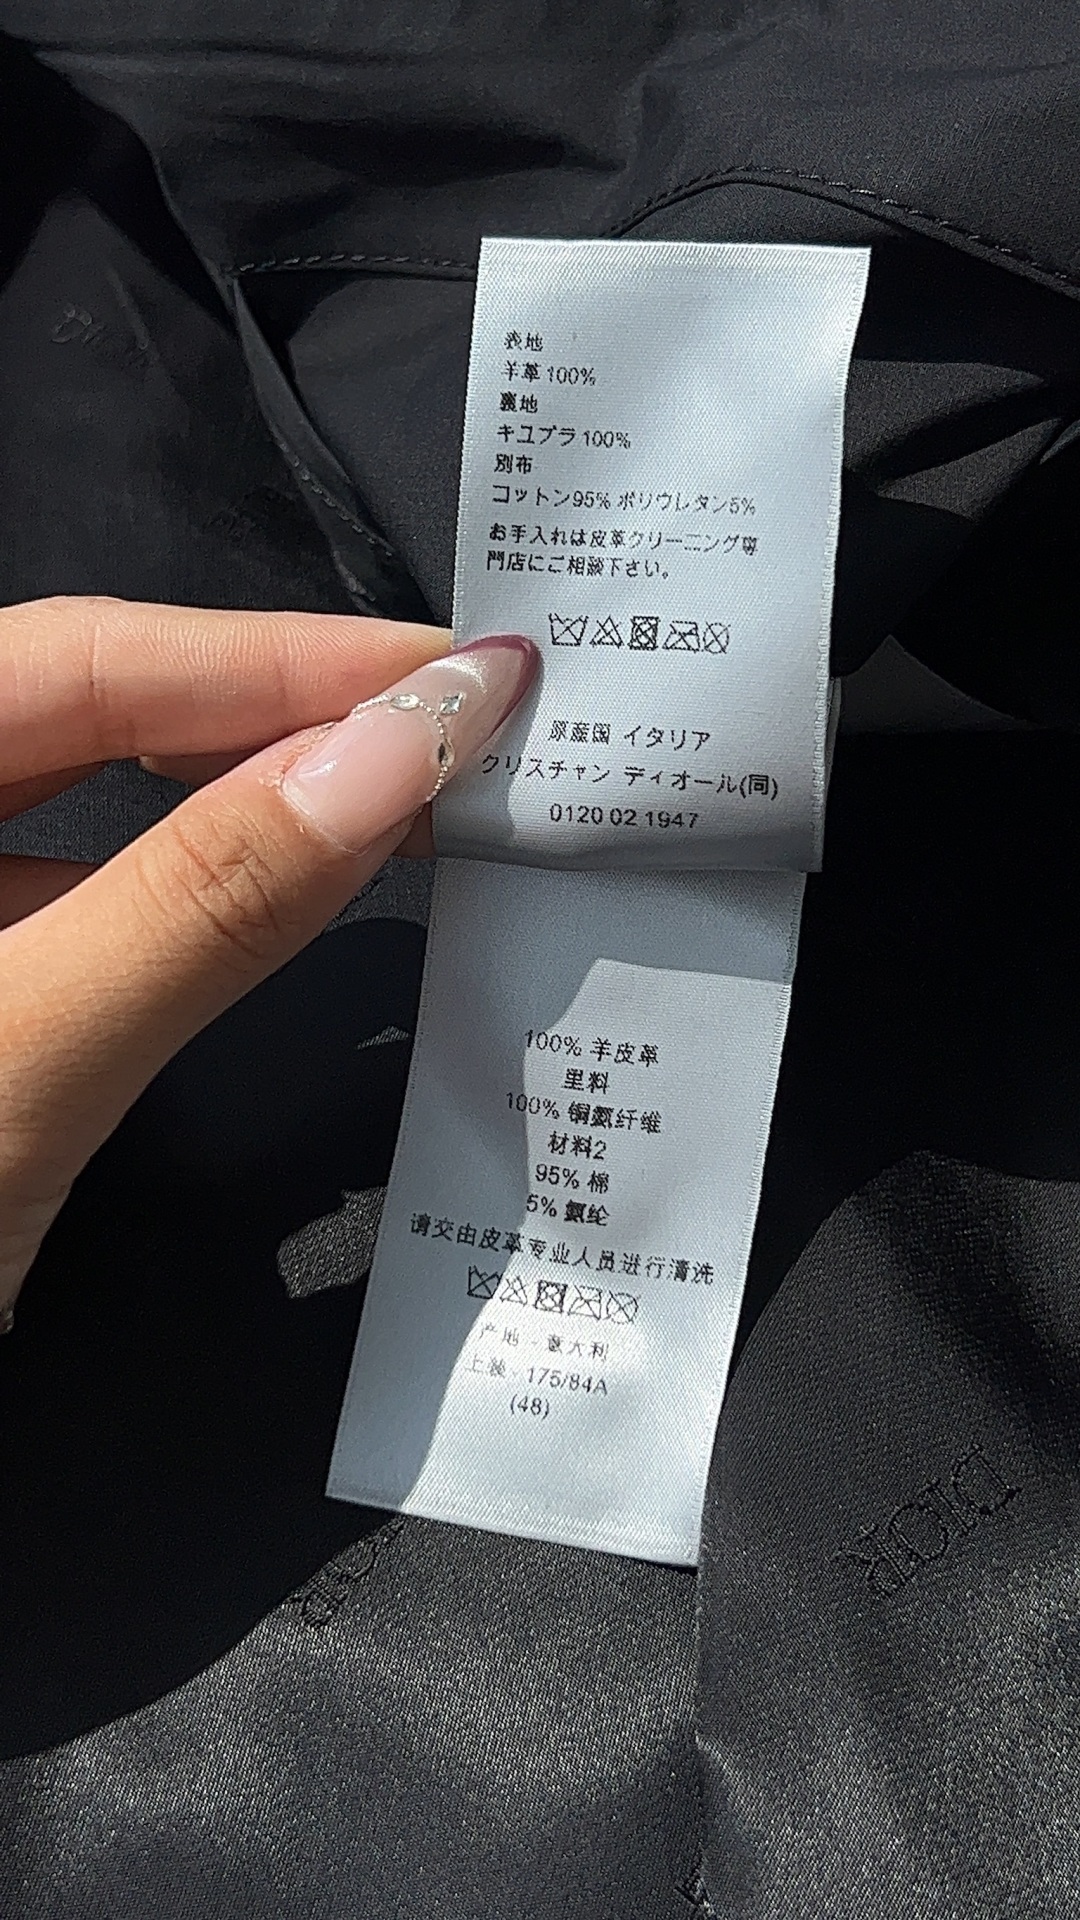 表地
羊革 100%
裏地
キユプラ 100%
別布
コットン95% ポリウレタン5%
お手入れは皮革クリーニング専
門店にご相談下さい。
原産国 イタリア
クリスチャン ディオール(同)
0120 02 1947
100% 羊皮革
里料
100% 铜氨纤维
材料2
95% 棉
5% 氨纶
请交由皮革专业人员进行清洗
产地 - 意大利
上装 - 175/84A
(48)
DIOR